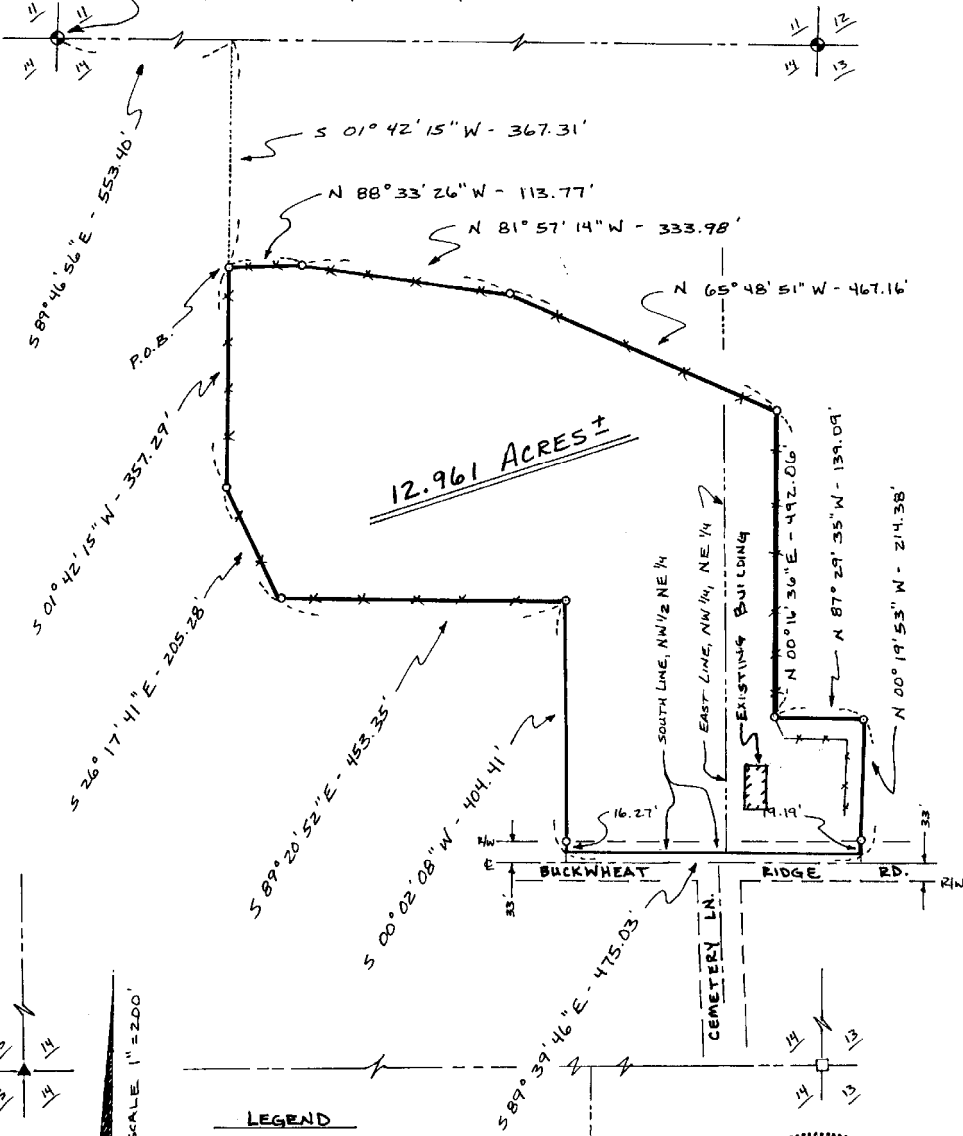 11 11
14 14
11 12
14 13
S 89° 46' 56" E - 553.40'
S 01° 42' 15" W - 367.31'
N 88° 33' 26" W - 113.77'
N 81° 57' 14" W - 333.98'
N 65° 48' 51" W - 467.16'
P.O.B.
S 01° 42' 15" W - 357.29'
12.961 ACRES ±
S 26° 17' 41" E - 205.28'
S 89° 20' 52" E - 453.35'
S 00° 02' 08" W - 404.41'
SOUTH LINE, NW 1/2 NE 1/4
EAST LINE, NW 1/4, NE 1/4
EXISTING BUILDING
N 00° 16' 36" E - 492.06'
N 87° 29' 35" W - 139.09'
N 00° 19' 53" W - 214.38'
16.27'
19.19'
33'
R/W
℄
BUCKWHEAT RIDGE RD.
R/W
33'
S 89° 39' 46" E - 475.03'
CEMETERY LN.
14
14
SCALE 1" = 200'
14 13
14 13
LEGEND